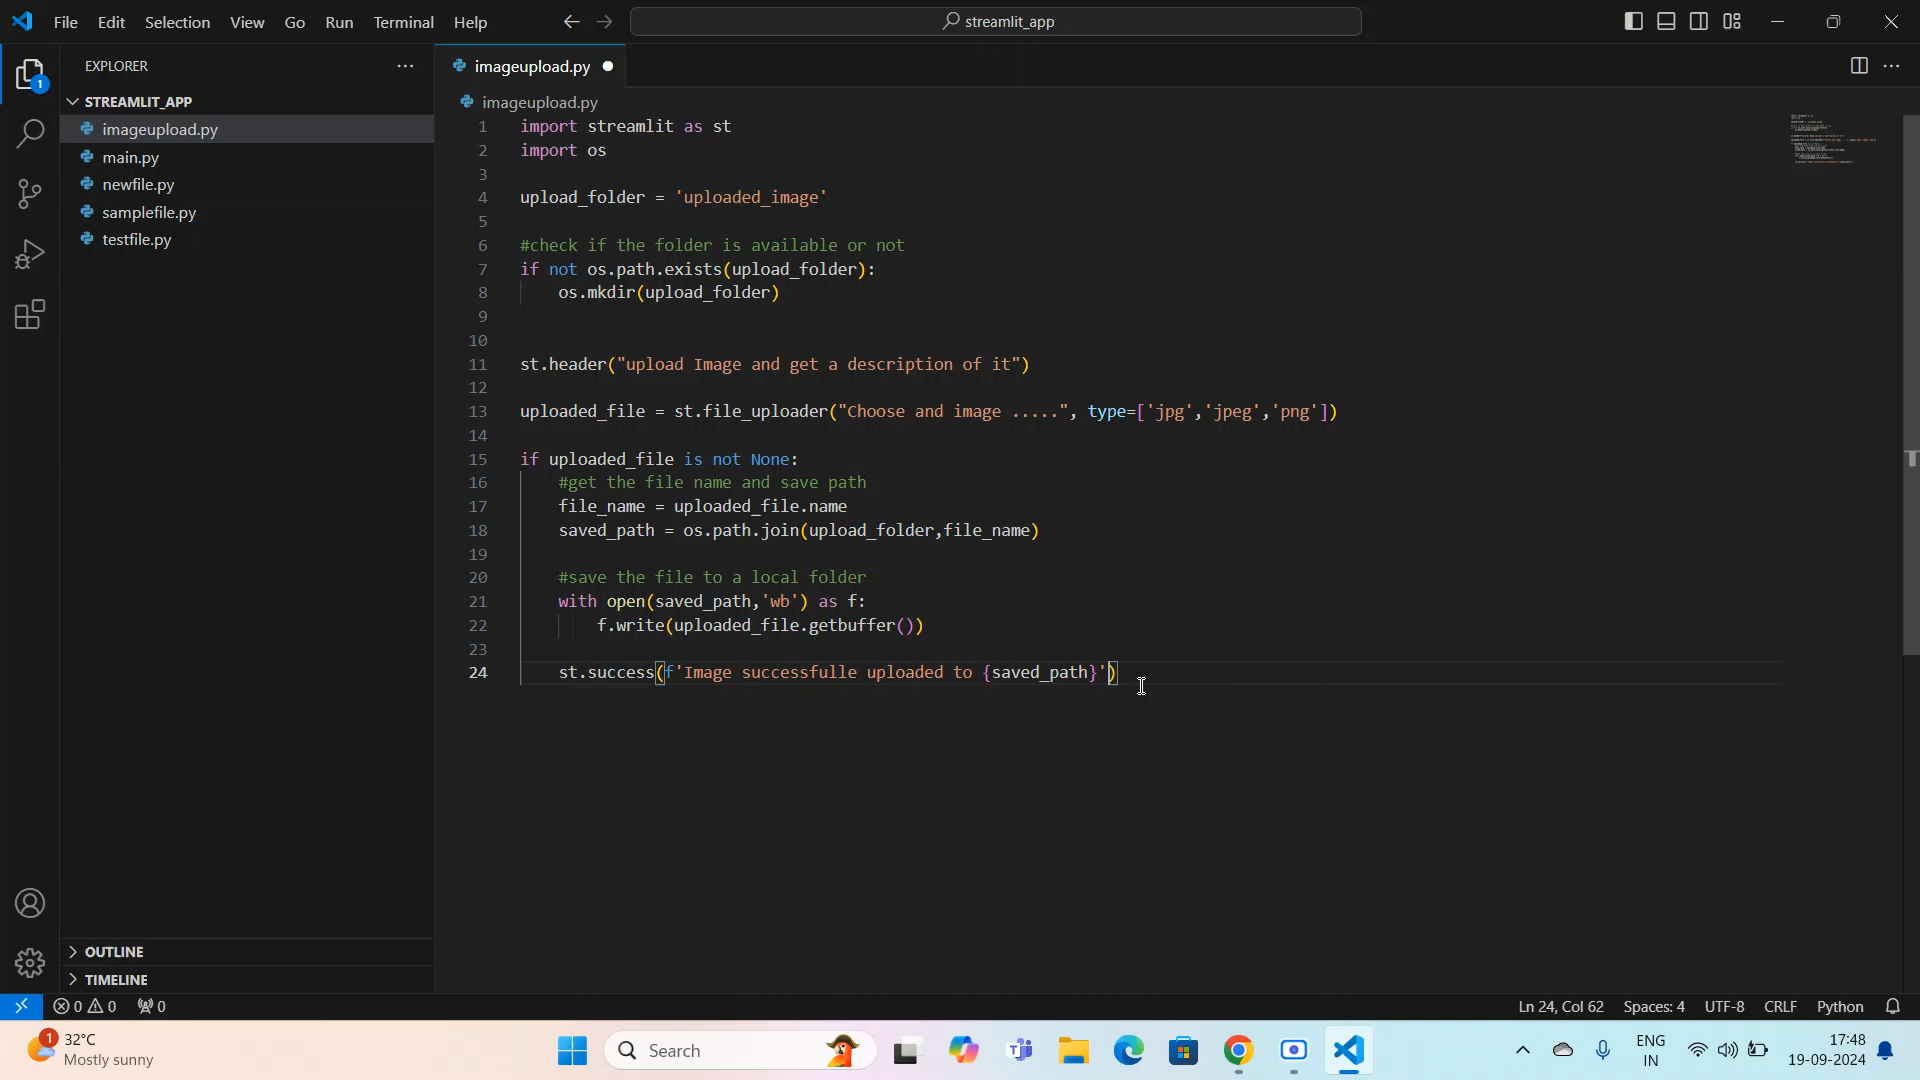 File Edit Selection View Go Run Terminal Help streamlit_app
EXPLORER
1
STREAMLIT_APP
imageupload.py
main.py
newfile.py
samplefile.py
testfile.py
OUTLINE
TIMELINE
imageupload.py
imageupload.py
1 import streamlit as st
2 import os
3
4 upload_folder = 'uploaded_image'
5
6 #check if the folder is available or not
7 if not os.path.exists(upload_folder):
8 os.mkdir(upload_folder)
9
10
11 st.header("upload Image and get a description of it")
12
13 uploaded_file = st.file_uploader("Choose and image .....", type=['jpg','jpeg','png'])
14
15 if uploaded_file is not None:
16 #get the file name and save path
17 file_name = uploaded_file.name
18 saved_path = os.path.join(upload_folder,file_name)
19
20 #save the file to a local folder
21 with open(saved_path,'wb') as f:
22 f.write(uploaded_file.getbuffer())
23
24 st.success(f'Image successfulle uploaded to {saved_path}')
0 0 0 Ln 24, Col 62 Spaces: 4 UTF-8 CRLF Python
1 32°C
Mostly sunny
Search
ENG
IN
17:48
19-09-2024